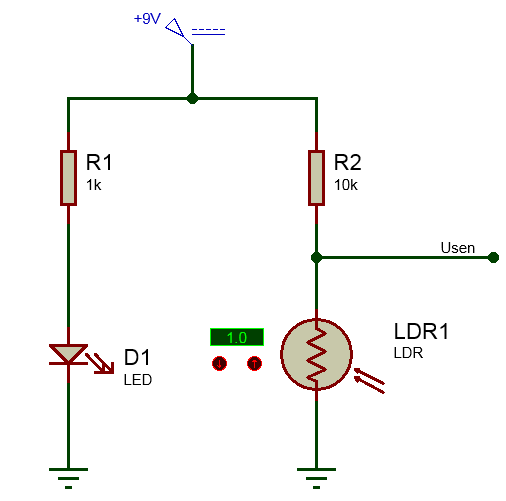 +9V
R1
1k
R2
10k
Usen
1.0
LDR1
LDR
D1
LED